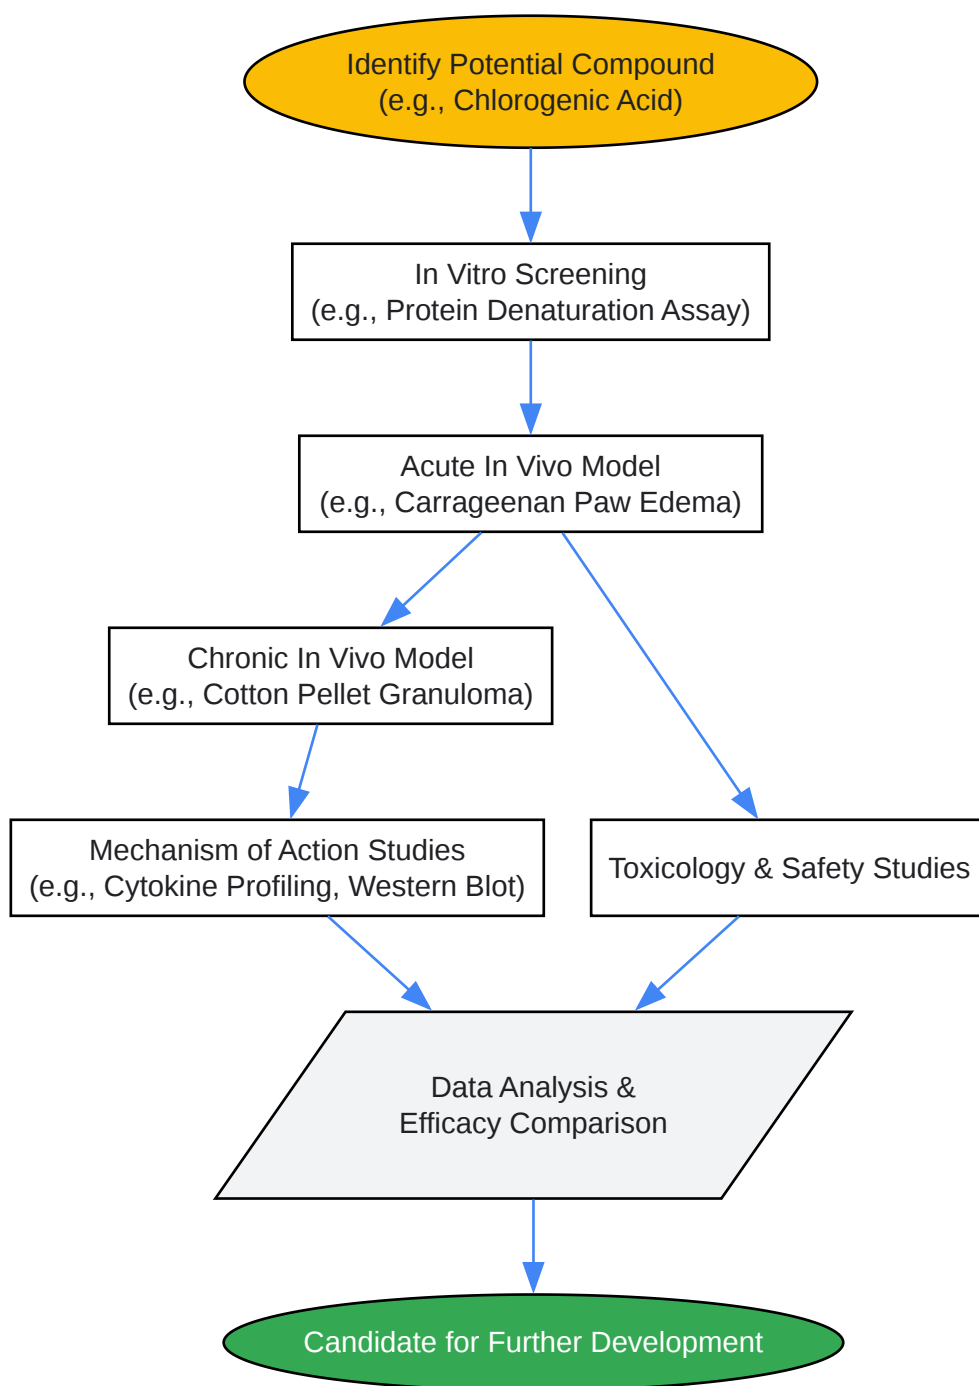 Identify Potential Compound
(e.g., Chlorogenic Acid)
In Vitro Screening
(e.g., Protein Denaturation Assay)
Acute In Vivo Model
(e.g., Carrageenan Paw Edema)
Chronic In Vivo Model
(e.g., Cotton Pellet Granuloma)
Mechanism of Action Studies
(e.g., Cytokine Profiling, Western Blot)
Toxicology & Safety Studies
Data Analysis &
Efficacy Comparison
Candidate for Further Development